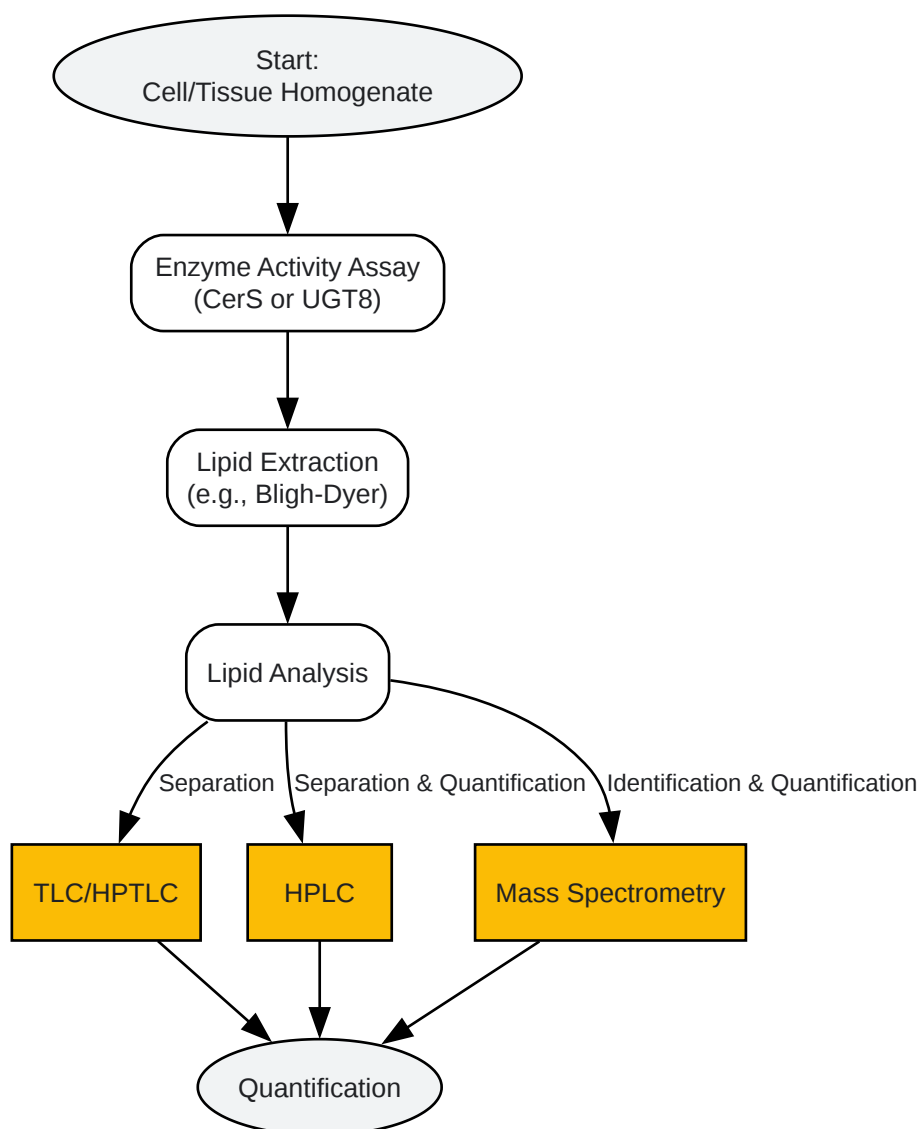 Start:
Cell/Tissue Homogenate
Enzyme Activity Assay
(CerS or UGT8)
Lipid Extraction
(e.g., Bligh-Dyer)
Lipid Analysis
Separation
Separation & Quantification
Identification & Quantification
TLC/HPTLC
HPLC
Mass Spectrometry
Quantification